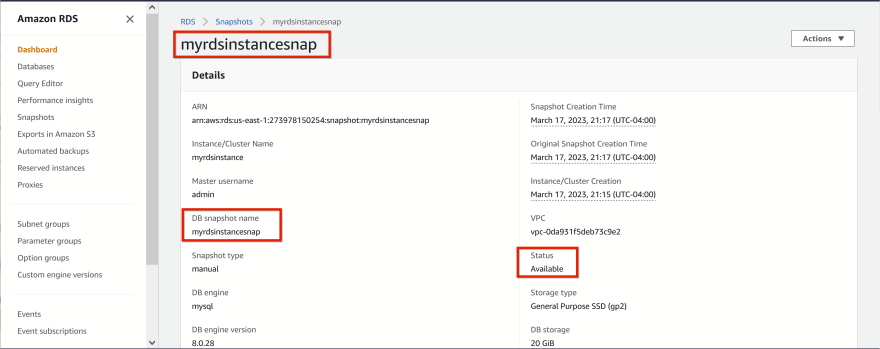 Amazon RDS
Dashboard
Databases
Query Editor
Performance insights
Snapshots
Exports in Amazon S3
Automated backups
Reserved instances
Proxies
Subnet groups
Parameter groups
Option groups
Custom engine versions
Events
Event subscriptions
RDS > Snapshots > myrdsinstancesnap
myrdsinstancesnap
Actions
Details
ARN
arn:aws:rds:us-east-1:273978150254:snapshot:myrdsinstancesnap
Instance/Cluster Name
myrdsinstance
Master username
admin
DB snapshot name
myrdsinstancesnap
Snapshot type
manual
DB engine
mysql
DB engine version
8.0.28
Snapshot Creation Time
March 17, 2023, 21:17 (UTC-04:00)
Original Snapshot Creation Time
March 17, 2023, 21:17 (UTC-04:00)
Instance/Cluster Creation
March 17, 2023, 21:15 (UTC-04:00)
VPC
vpc-0da931f5deb73c9e2
Status
Available
Storage type
General Purpose SSD (gp2)
DB storage
20 GiB